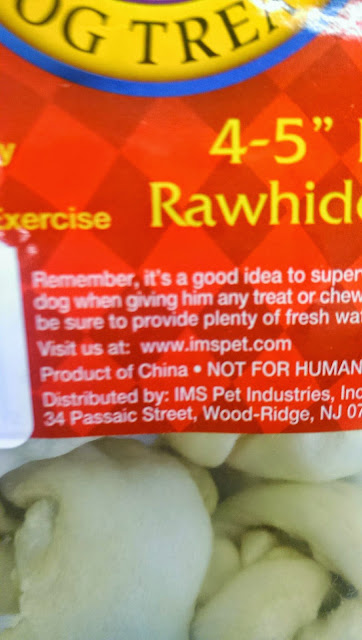 OG TREA
4-5"
y
Rawhide
Exercise
Remember, it's a good idea to super
dog when giving him any treat or chew
be sure to provide plenty of fresh wat
Visit us at: www.imspet.com
Product of China • NOT FOR HUMAN
Distributed by: IMS Pet Industries, Inc
34 Passaic Street, Wood-Ridge, NJ 07